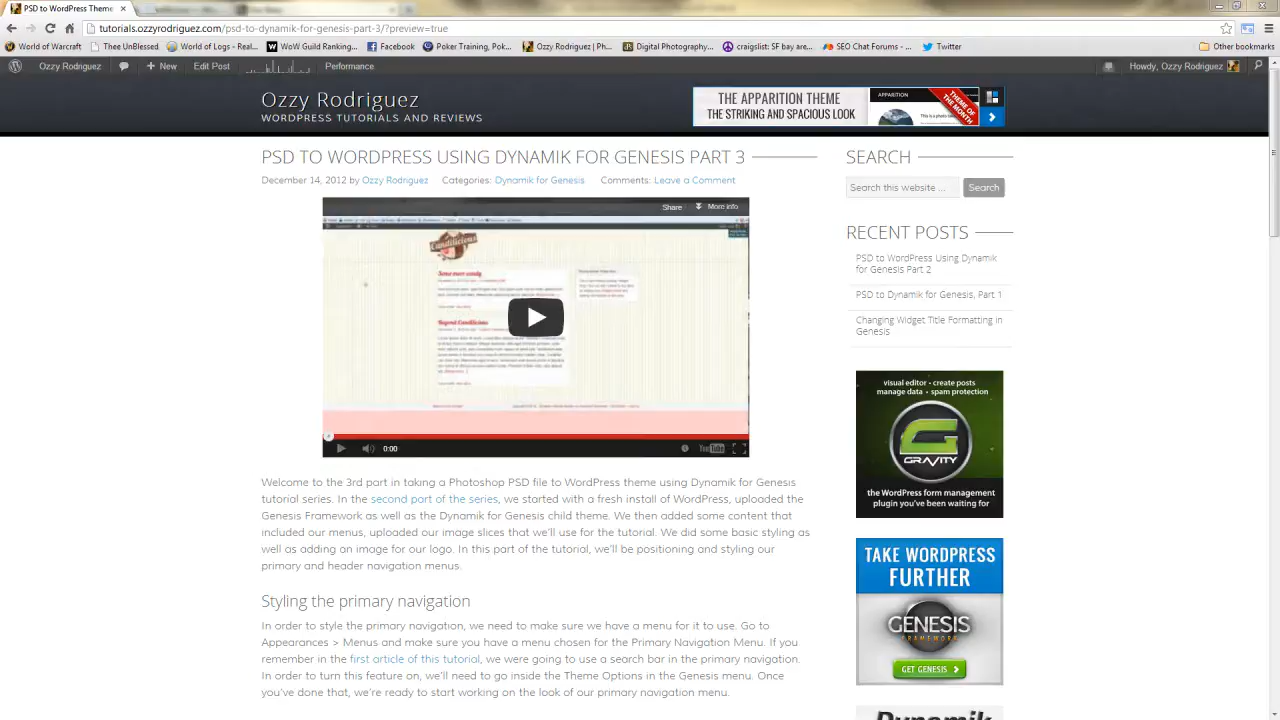 PSD to WordPress Theme
tutorials.ozzyrodriguez.com/psd-to-dynamik-for-genesis-part-3/?preview=true
World of Warcraft
The UnBlessed
World of Logs - Real...
WoW Guild Ranking...
Facebook
Poker Training, Pok...
Ozzy Rodriguez | Ph...
Digital Photography...
craigslist: SF bay are...
SEO Chat Forums - ...
Twitter
Other bookmarks
Ozzy Rodriguez
New
Edit Post
Performance
Howdy, Ozzy Rodriguez
Ozzy Rodriguez
WORDPRESS TUTORIALS AND REVIEWS
THE APPARITION THEME
THE STRIKING AND SPACIOUS LOOK
APPARITION
THEME OF THE MONTH
PSD TO WORDPRESS USING DYNAMIK FOR GENESIS PART 3
December 14, 2012 by Ozzy Rodriguez Categories: Dynamik for Genesis Comments: Leave a Comment
Share
More info
Candilicious
Some more candy
Beyond Candilicious
0:00
YouTube
Welcome to the 3rd part in taking a Photoshop PSD file to WordPress theme using Dynamik for Genesis
tutorial series. In the second part of the series, we started with a fresh install of WordPress, uploaded the
Genesis Framework as well as the Dynamik for Genesis child theme. We then added some content that
included our menus, uploaded our image slices that we'll use for the tutorial. We did some basic styling as
well as adding an image for our logo. In this part of the tutorial, we'll be positioning and styling our
primary and header navigation menus.
Styling the primary navigation
In order to style the primary navigation, we need to make sure we have a menu for it to use. Go to
Appearances > Menus and make sure you have a menu chosen for the Primary Navigation Menu. If you
remember in the first article of this tutorial, we were going to use a search bar in the primary navigation.
In order to turn this feature on, we'll need to go inside the Theme Options in the Genesis menu. Once
you've done that, we're ready to start working on the look of our primary navigation menu.
SEARCH
Search this website ...
Search
RECENT POSTS
PSD to WordPress Using Dynamik
for Genesis Part 2
PSD to Dynamik for Genesis, Part 1
Changing Widget Title Formatting in
Genesis
visual editor • create posts
manage data • spam protection
GRAVITY
the WordPress form management
plugin you've been waiting for
TAKE WORDPRESS
FURTHER
GENESIS
FRAMEWORK
GET GENESIS
Dynamik